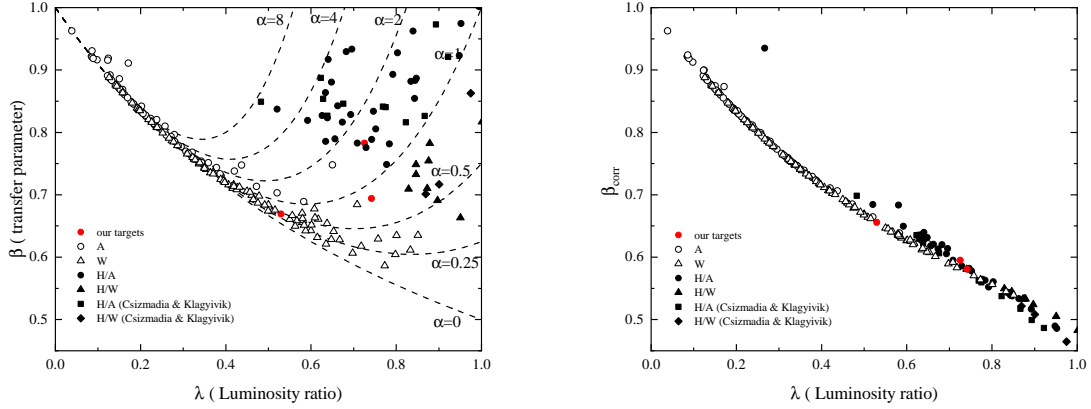 1.0
0.9
0.8
0.7
0.6
0.5
β ( transfer parameter)
α=8
α=4
α=2
α=1
α=0.5
α=0.25
α=0
our targets
A
W
H/A
H/W
H/A (Csizmadia & Klagyivik)
H/W (Csizmadia & Klagyivik)
0.0 0.2 0.4 0.6 0.8 1.0
λ ( Luminosity ratio)
1.0
0.9
0.8
0.7
0.6
0.5
βcorr
our targets
A
W
H/A
H/W
H/A (Csizmadia & Klagyivik)
H/W (Csizmadia & Klagyivik)
0.0 0.2 0.4 0.6 0.8 1.0
λ ( Luminosity ratio)